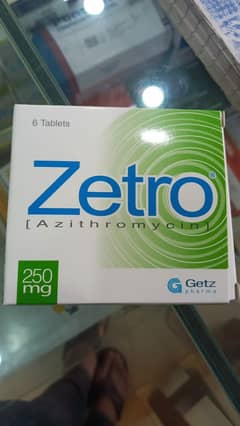 6 Tablets
Zetro®
[Azithromycin]
250
mg
Getz
pharma